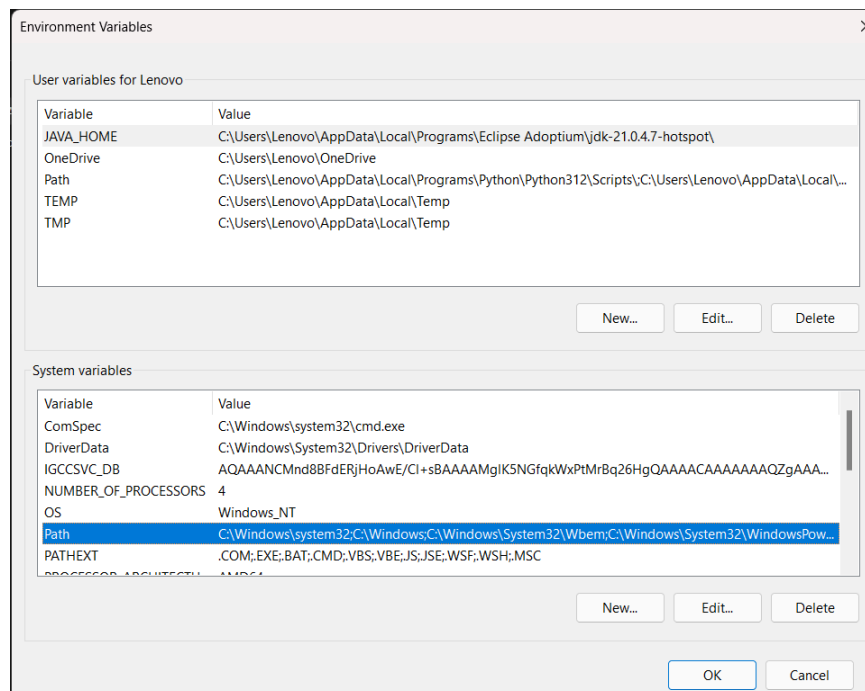 Environment Variables
User variables for Lenovo
Variable Value
JAVA_HOME C:\Users\Lenovo\AppData\Local\Programs\Eclipse Adoptium\jdk-21.0.4.7-hotspot\
OneDrive C:\Users\Lenovo\OneDrive
Path C:\Users\Lenovo\AppData\Local\Programs\Python\Python312\Scripts\;C:\Users\Lenovo\AppData\Local\...
TEMP C:\Users\Lenovo\AppData\Local\Temp
TMP C:\Users\Lenovo\AppData\Local\Temp
New... Edit... Delete
System variables
Variable Value
ComSpec C:\Windows\system32\cmd.exe
DriverData C:\Windows\System32\Drivers\DriverData
IGCCSVC_DB
NUMBER_OF_PROCESSORS 4
OS Windows_NT
Path C:\Windows\system32;C:\Windows;C:\Windows\System32\Wbem;C:\Windows\System32\WindowsPow...
PATHEXT .COM;.EXE;.BAT;.CMD;.VBS;.VBE;.JS;.JSE;.WSF;.WSH;.MSC
New... Edit... Delete
OK Cancel